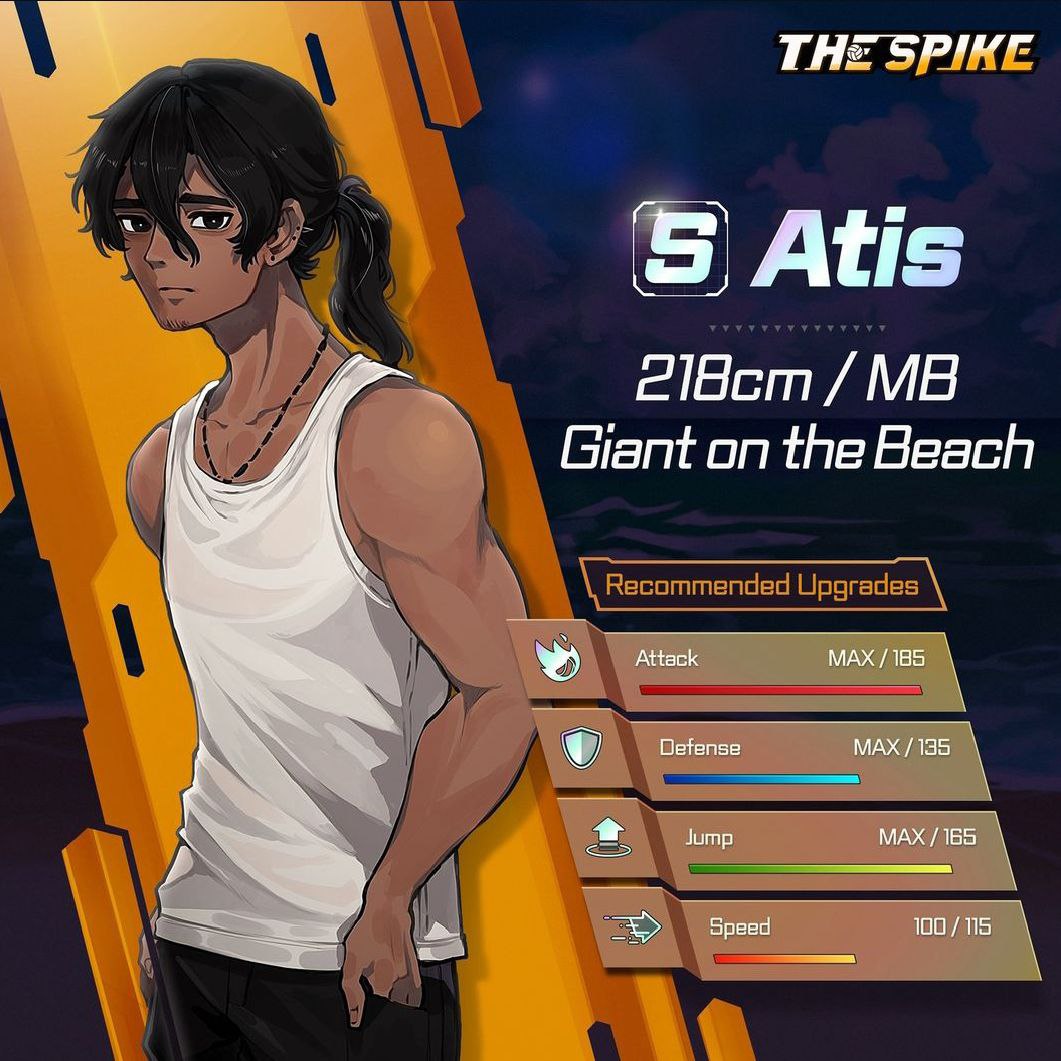 THE SPIKE
S Atis
218cm / MB
Giant on the Beach
Recommended Upgrades
Attack MAX / 185
Defense MAX / 135
Jump MAX / 165
Speed 100 / 115